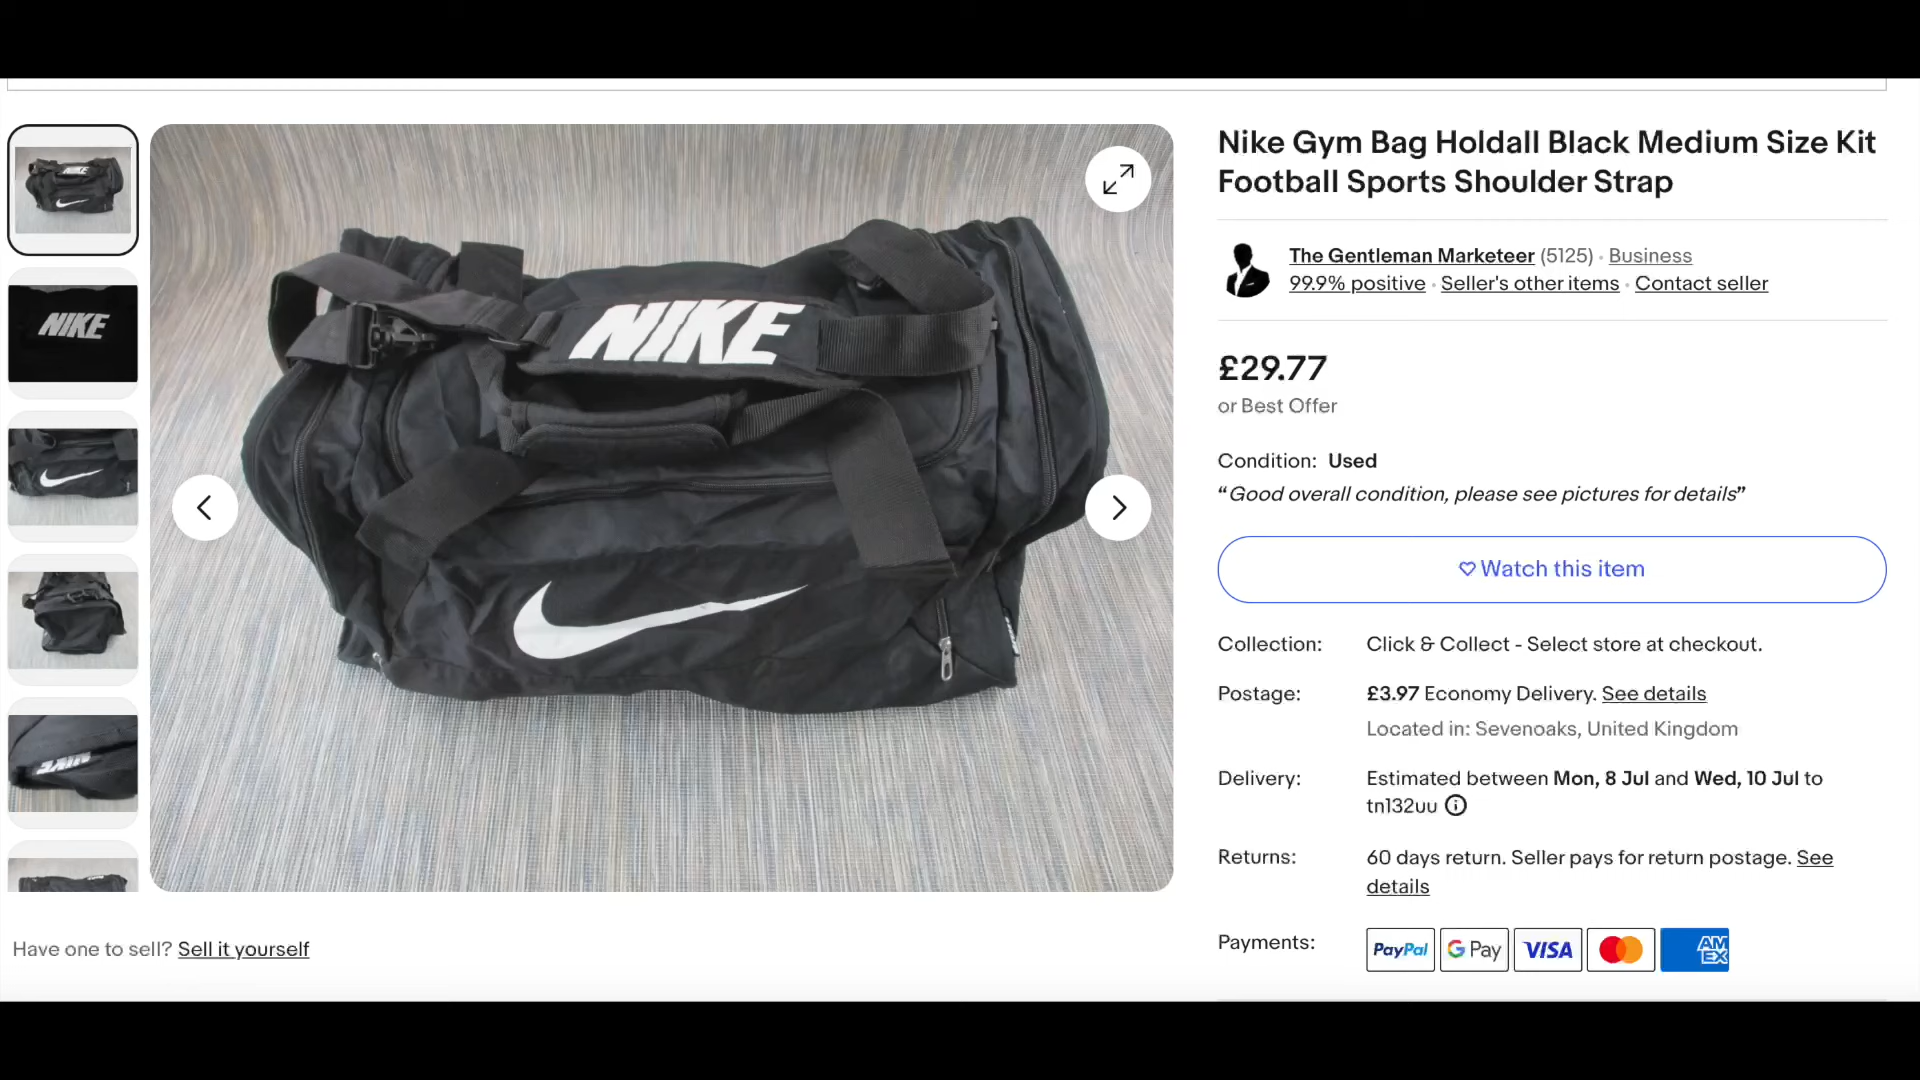 Nike Gym Bag Holdall Black Medium Size Kit
Football Sports Shoulder Strap
The Gentleman Marketeer (5125) · Business
99.9% positive · Seller's other items · Contact seller
£29.77
or Best Offer
Condition: Used
“Good overall condition, please see pictures for details”
Watch this item
Collection: Click & Collect - Select store at checkout.
Postage: £3.97 Economy Delivery. See details
Located in: Sevenoaks, United Kingdom
Delivery: Estimated between Mon, 8 Jul and Wed, 10 Jul to
tn132uu
Returns: 60 days return. Seller pays for return postage. See
details
Payments: PayPal G Pay VISA AM
EX
NIKE
NIKE
NIKE
NIKE
Have one to sell? Sell it yourself